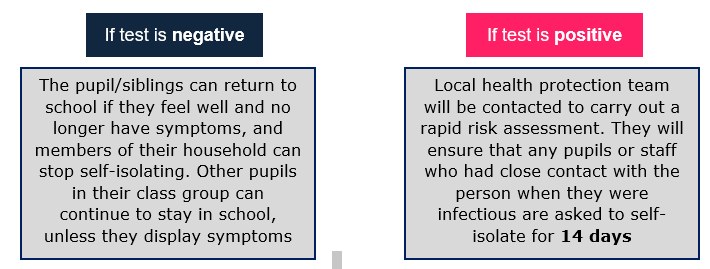 If test is negative
The pupil/siblings can return to
school if they feel well and no
longer have symptoms, and
members of their household can
stop self-isolating. Other pupils
in their class group can
continue to stay in school,
unless they display symptoms
If test is positive
Local health protection team
will be contacted to carry out a
rapid risk assessment. They will
ensure that any pupils or staff
who had close contact with the
person when they were
infectious are asked to self-
isolate for 14 days